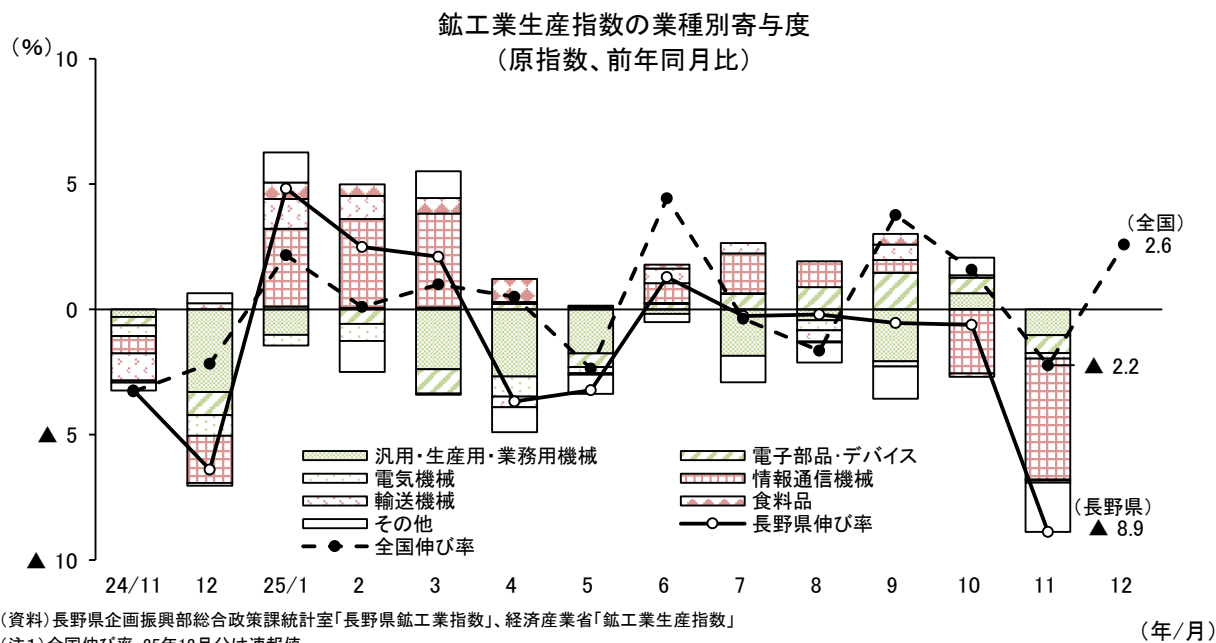 鉱工業生産指数の業種別寄与度
(原指数、前年同月比)
(%)
10
5
0
▲ 5
▲ 10
(全国)
2.6
▲ 2.2
(長野県)
▲ 8.9
汎用・生産用・業務用機械
電子部品・デバイス
電気機械
情報通信機械
輸送機械
食料品
その他
長野県伸び率
全国伸び率
24/11 12 25/1 2 3 4 5 6 7 8 9 10 11 12
(年/月)
(資料)長野県企画振興部総合政策課統計室「長野県鉱工業指数」、経済産業省「鉱工業生産指数」